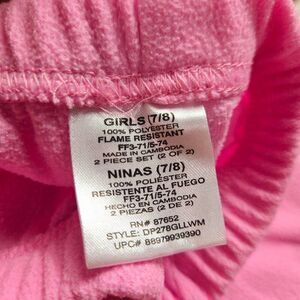 GIRLS (7/8)
100% POLYESTER
FLAME RESISTANT
FF3-71/5-74
MADE IN CAMBODIA
2 PIECE SET (2 OF 2)
NINAS (7/8)
100% POLIÉSTER
RESISTENTE AL FUEGO
FF3-71/5-74
HECHO EN CAMBODIA
2 PIEZAS (2 DE 2)
RN# 87652
STYLE: DP278GLLWM
UPC# 88979939390